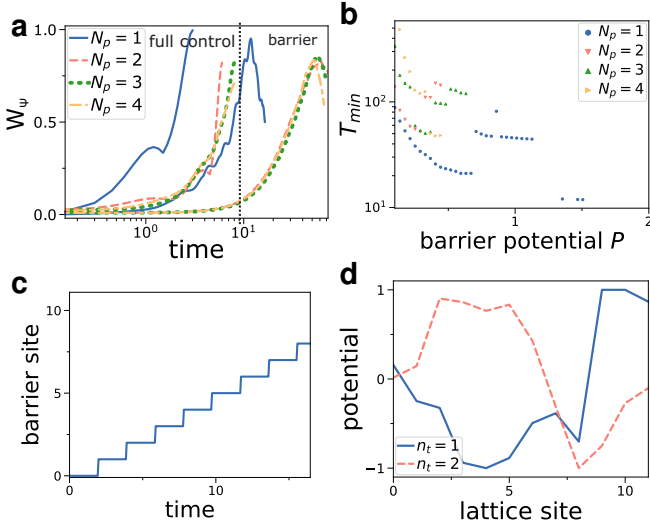 a
full control
barrier
N_p = 1
N_p = 2
N_p = 3
N_p = 4
1.0
0.5
0.0
W_ψ
10^0
10^1
time
b
N_p = 1
N_p = 2
N_p = 3
N_p = 4
10^2
10^1
T_min
1
2
barrier potential P
c
10
5
0
barrier site
0
10
time
d
1
0
−1
potential
n_t = 1
n_t = 2
0
5
10
lattice site